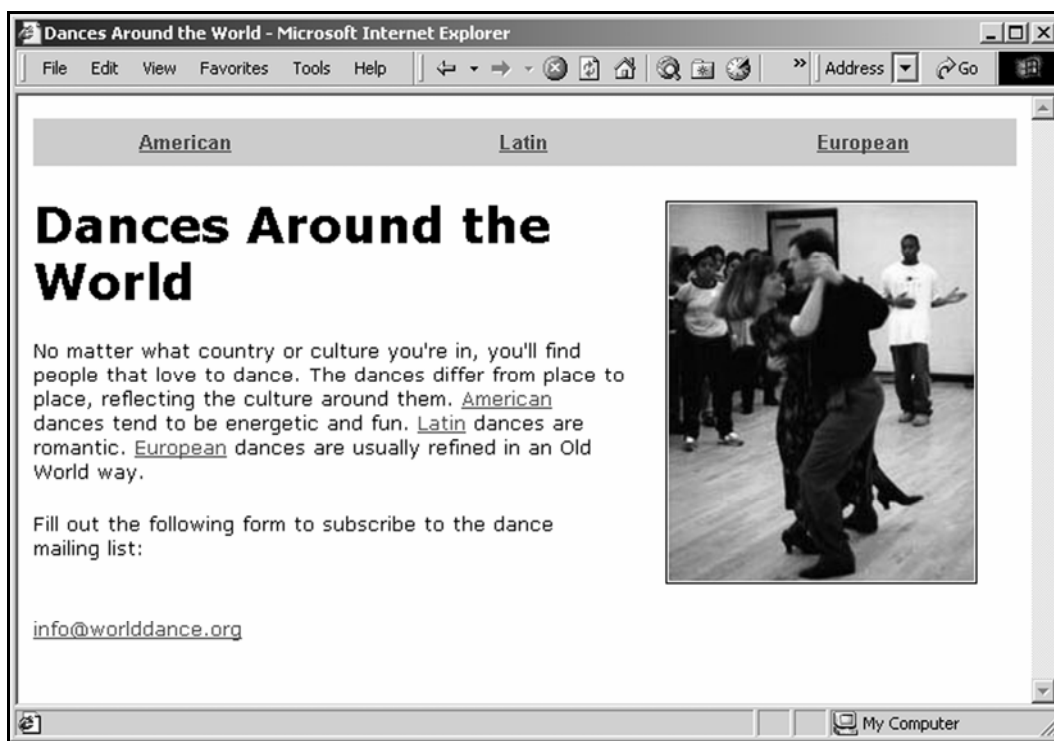 Dances Around the World - Microsoft Internet Explorer
File Edit View Favorites Tools Help » Address Go
American Latin European
Dances Around the
World
No matter what country or culture you're in, you'll find
people that love to dance. The dances differ from place to
place, reflecting the culture around them. American
dances tend to be energetic and fun. Latin dances are
romantic. European dances are usually refined in an Old
World way.
Fill out the following form to subscribe to the dance
mailing list:
info@worlddance.org
My Computer